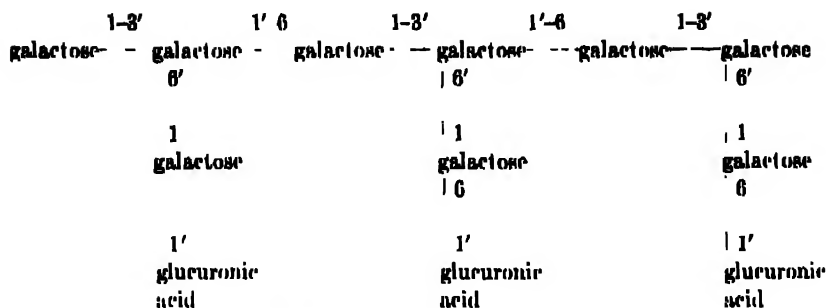 1–3′ 1′ 6 1–3′ 1′–6 1–3′
galactose- - galactose - galactose- —galactose- --galactose——galactose
6′ | 6′ | 6′
1 | 1 | 1
galactose galactose galactose
| 6 6
1′ 1′ | 1′
glucuronic glucuronic glucuronic
acid acid acid